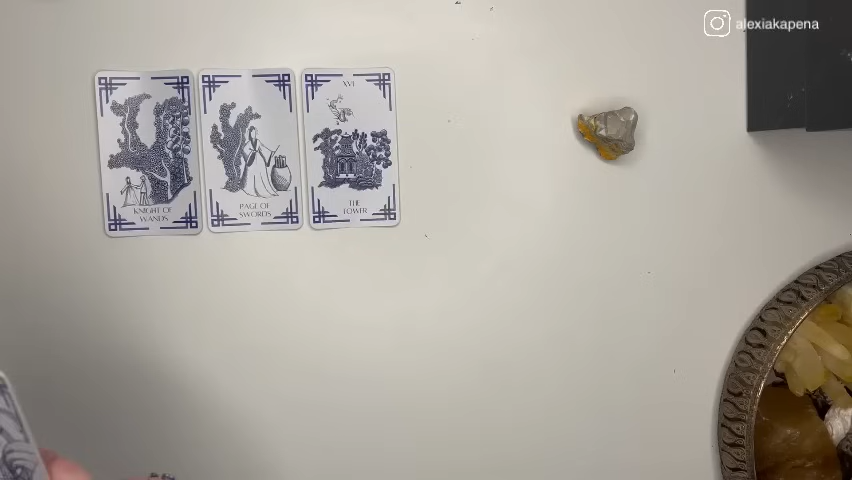 alexiakapena
KNIGHT OF
WANDS
PAGE OF
SWORDS
XVI
THE
TOWER